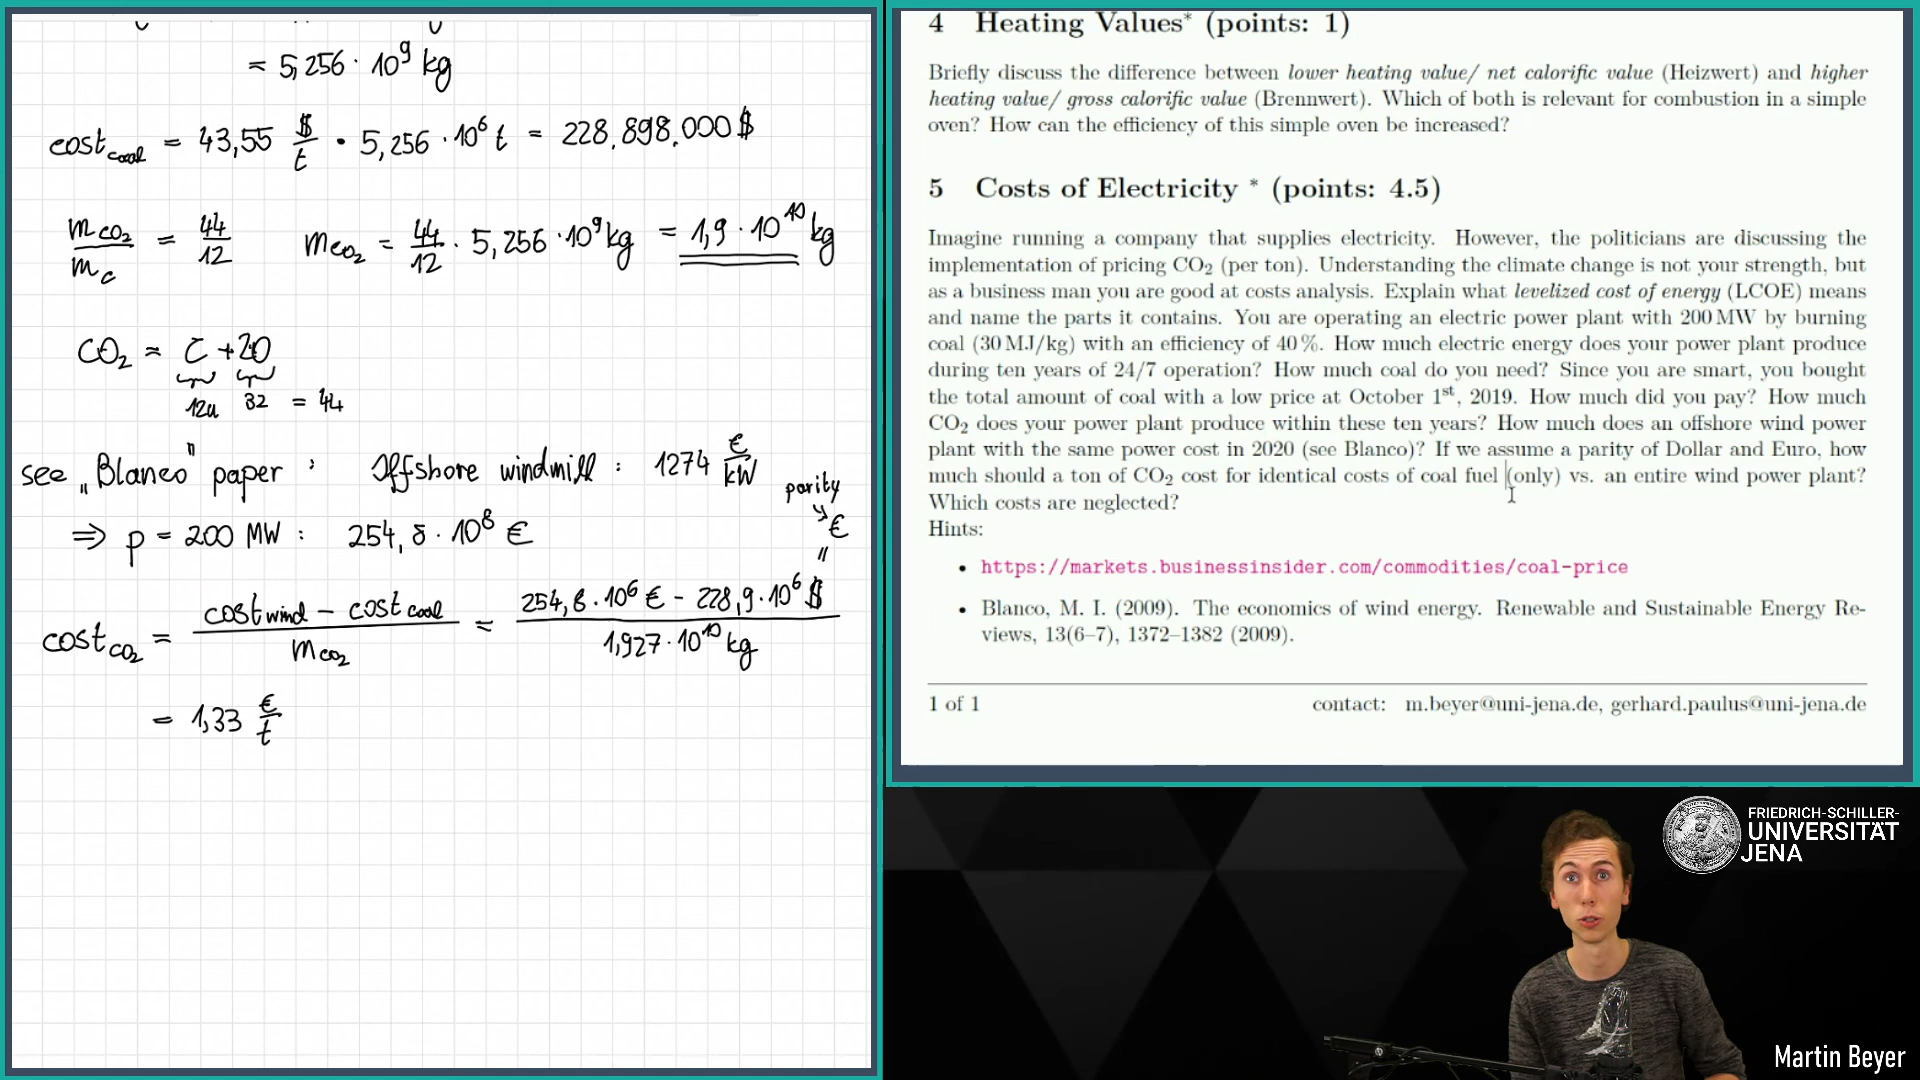 = 5,256 · 10⁹ kg
cost_coal = 43,55 $/t · 5,256 · 10⁶ t = 228.898.000 $
m_CO₂/m_C = 44/12    m_CO₂ = 44/12 · 5,256 · 10⁹ kg = 1,9 · 10¹⁰ kg
CO₂ = C + 2O
12u 32 = 44
see „Blanco" paper : Offshore windmill : 1274 €/kW
parity
⇒ p = 200 MW : 254,8 · 10⁶ € €
cost_CO₂ = (cost_wind − cost_coal)/m_CO₂ = (254,8 · 10⁶ € − 228,9 · 10⁶ $)/(1,927 · 10¹⁰ kg)
= 1,33 €/t
4 Heating Values* (points: 1)
Briefly discuss the difference between lower heating value/ net calorific value (Heizwert) and higher
heating value/ gross calorific value (Brennwert). Which of both is relevant for combustion in a simple
oven? How can the efficiency of this simple oven be increased?
5 Costs of Electricity * (points: 4.5)
Imagine running a company that supplies electricity. However, the politicians are discussing the
implementation of pricing CO₂ (per ton). Understanding the climate change is not your strength, but
as a business man you are good at costs analysis. Explain what levelized cost of energy (LCOE) means
and name the parts it contains. You are operating an electric power plant with 200 MW by burning
coal (30 MJ/kg) with an efficiency of 40 %. How much electric energy does your power plant produce
during ten years of 24/7 operation? How much coal do you need? Since you are smart, you bought
the total amount of coal with a low price at October 1st, 2019. How much did you pay? How much
CO₂ does your power plant produce within these ten years? How much does an offshore wind power
plant with the same power cost in 2020 (see Blanco)? If we assume a parity of Dollar and Euro, how
much should a ton of CO₂ cost for identical costs of coal fuel (only) vs. an entire wind power plant?
Which costs are neglected?
Hints:
• https://markets.businessinsider.com/commodities/coal-price
• Blanco, M. I. (2009). The economics of wind energy. Renewable and Sustainable Energy Re-
views, 13(6–7), 1372–1382 (2009).
1 of 1 contact: m.beyer@uni-jena.de, gerhard.paulus@uni-jena.de
FRIEDRICH-SCHILLER-
UNIVERSITÄT
JENA
Martin Beyer